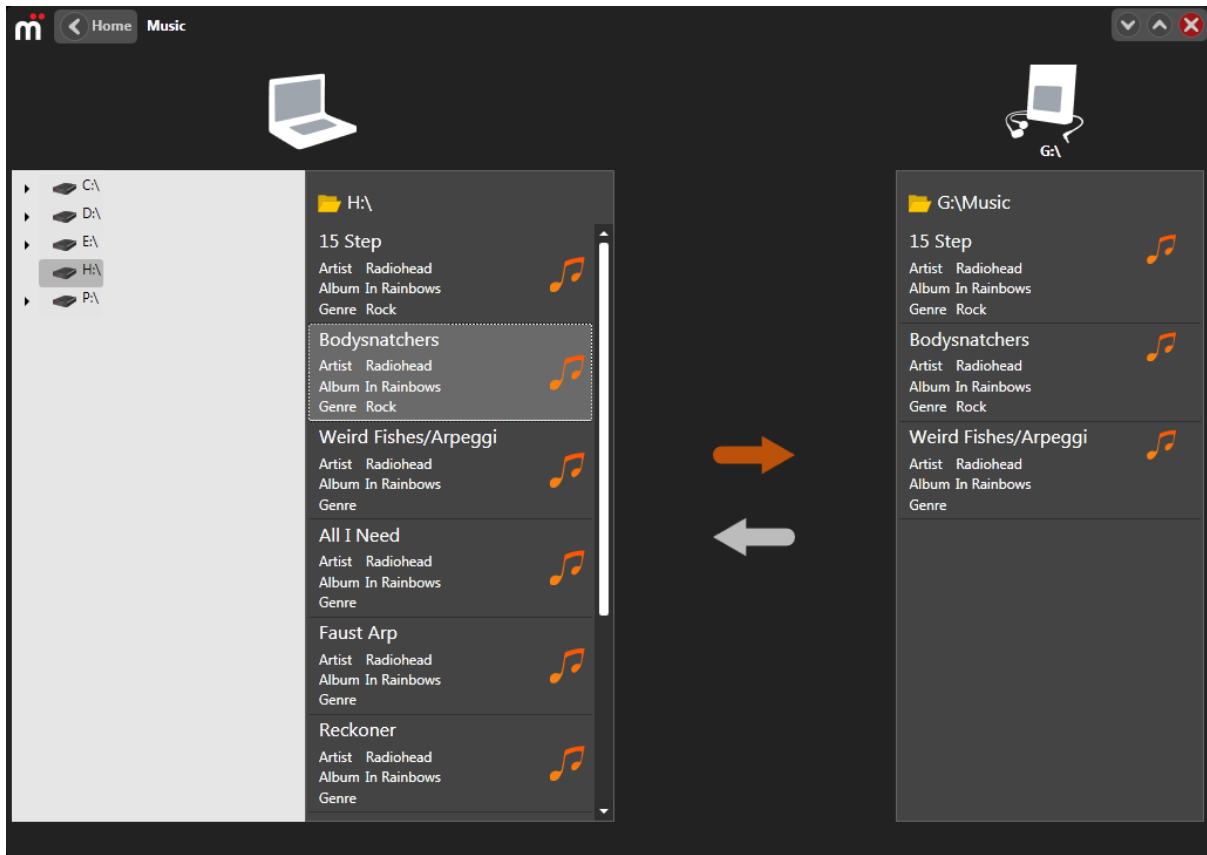 m
Home Music
G:\
C:\
D:\
E:\
H:\
P:\
H:\
15 Step
Artist Radiohead
Album In Rainbows
Genre Rock
Bodysnatchers
Artist Radiohead
Album In Rainbows
Genre Rock
Weird Fishes/Arpeggi
Artist Radiohead
Album In Rainbows
Genre
All I Need
Artist Radiohead
Album In Rainbows
Genre
Faust Arp
Artist Radiohead
Album In Rainbows
Genre
Reckoner
Artist Radiohead
Album In Rainbows
Genre
G:\Music
15 Step
Artist Radiohead
Album In Rainbows
Genre Rock
Bodysnatchers
Artist Radiohead
Album In Rainbows
Genre Rock
Weird Fishes/Arpeggi
Artist Radiohead
Album In Rainbows
Genre